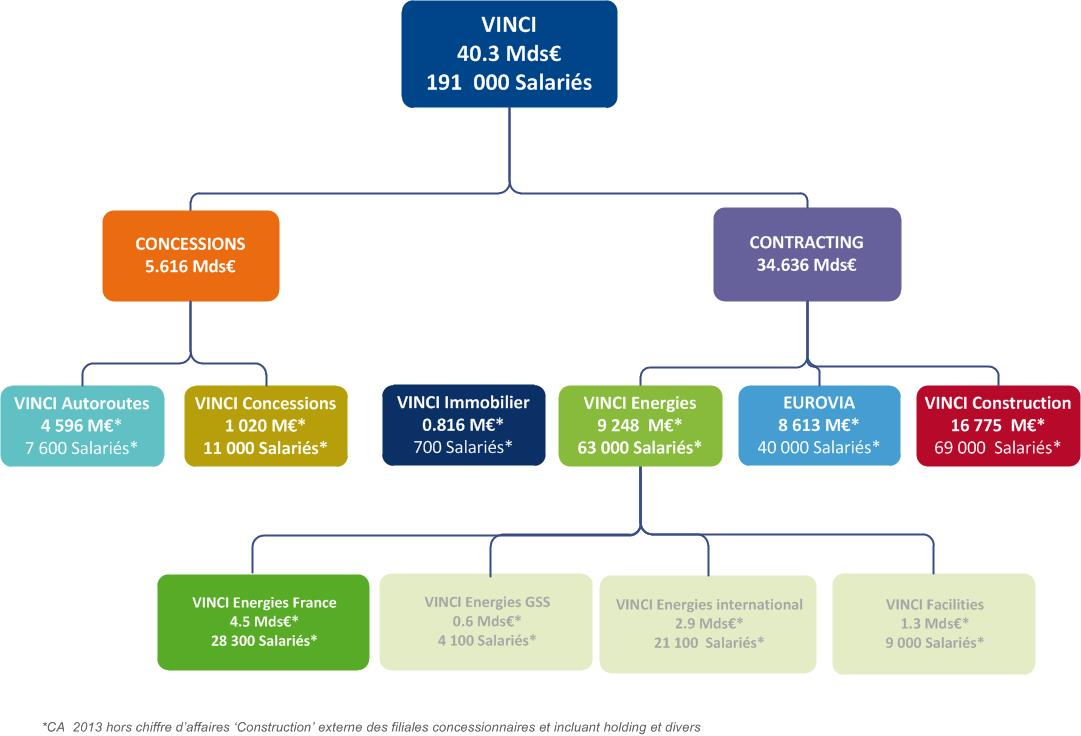 VINCI
40.3 Mds€
191 000 Salariés
CONCESSIONS
5.616 Mds€
CONTRACTING
34.636 Mds€
VINCI Autoroutes
4 596 M€*
7 600 Salariés*
VINCI Concessions
1 020 M€*
11 000 Salariés*
VINCI Immobilier
0.816 M€*
700 Salariés*
VINCI Energies
9 248 M€*
63 000 Salariés*
EUROVIA
8 613 M€*
40 000 Salariés*
VINCI Construction
16 775 M€*
69 000 Salariés*
VINCI Energies France
4.5 Mds€*
28 300 Salariés*
VINCI Energies GSS
0.6 Mds€*
4 100 Salariés*
VINCI Energies international
2.9 Mds€*
21 100 Salariés*
VINCI Facilities
1.3 Mds€*
9 000 Salariés*
*CA 2013 hors chiffre d’affaires ‘Construction’ externe des filiales concessionnaires et incluant holding et divers